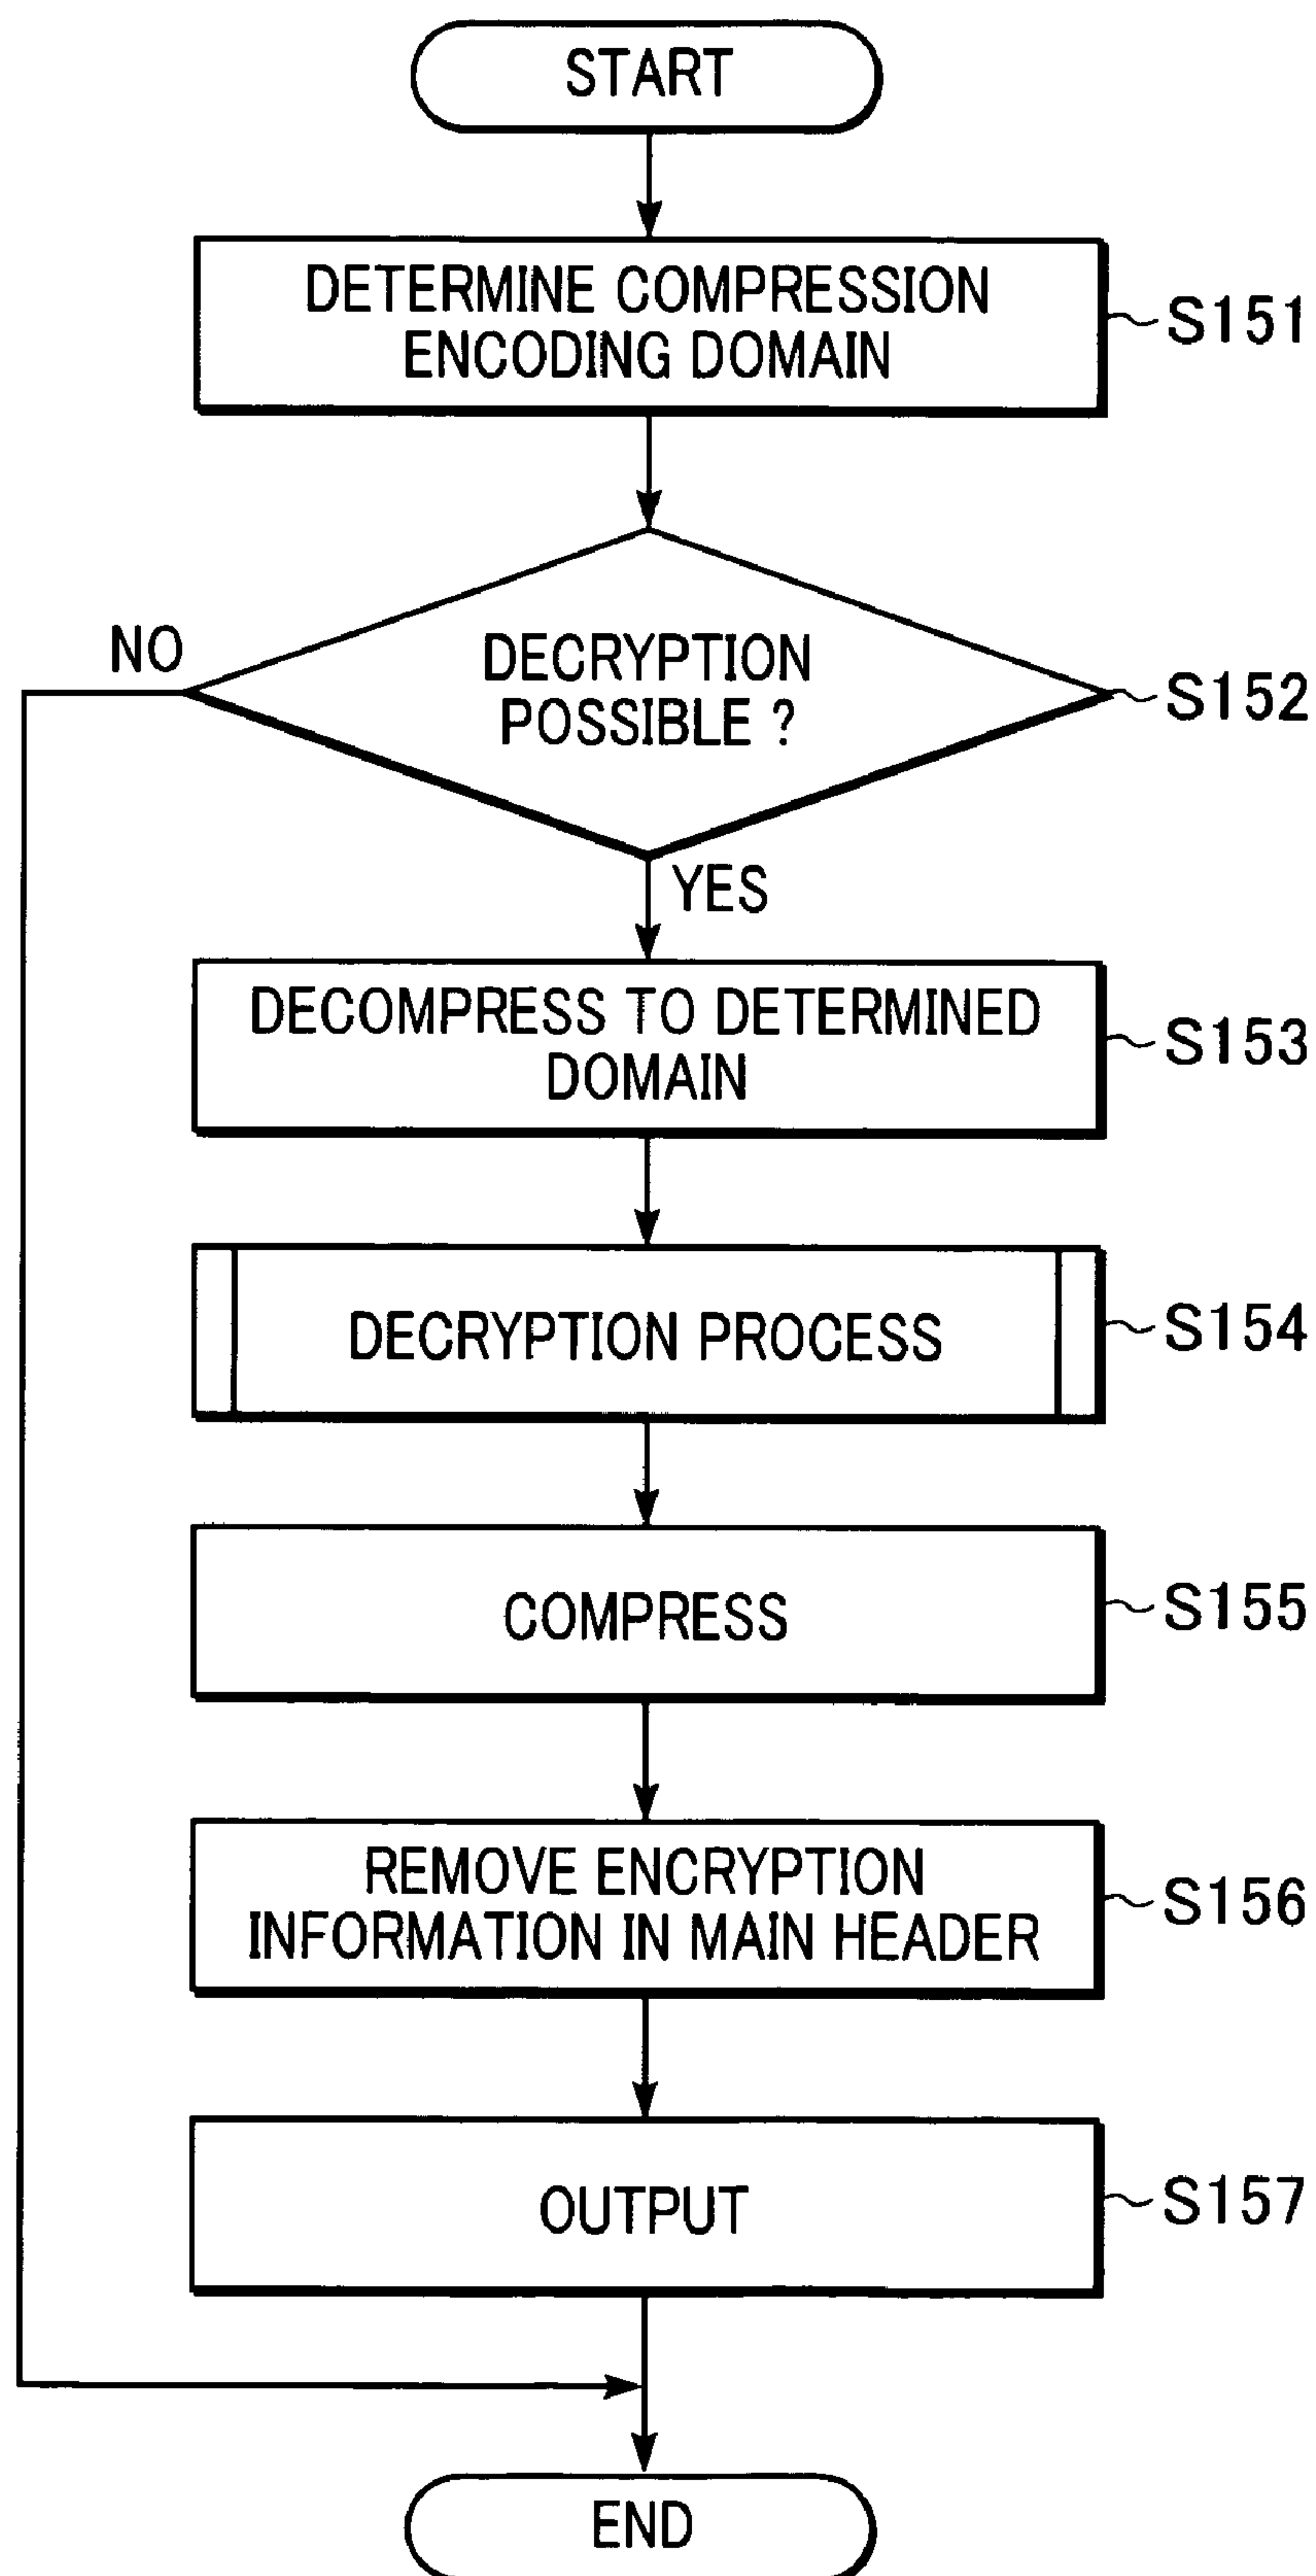 START
DETERMINE COMPRESSION
ENCODING DOMAIN
S151
NO
DECRYPTION
POSSIBLE ?
S152
YES
DECOMPRESS TO DETERMINED
DOMAIN
S153
DECRYPTION PROCESS
S154
COMPRESS
S155
REMOVE ENCRYPTION
INFORMATION IN MAIN HEADER
S156
OUTPUT
S157
END